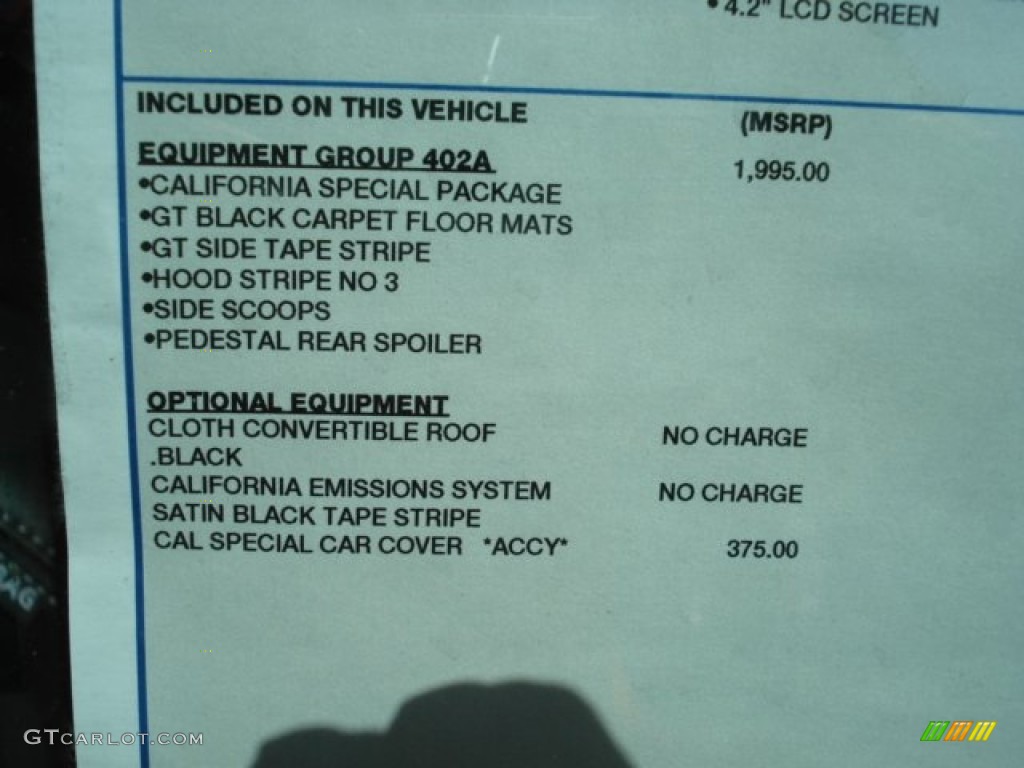 • 4.2" LCD SCREEN
INCLUDED ON THIS VEHICLE
(MSRP)
EQUIPMENT GROUP 402A
1,995.00
•CALIFORNIA SPECIAL PACKAGE
•GT BLACK CARPET FLOOR MATS
•GT SIDE TAPE STRIPE
•HOOD STRIPE NO 3
•SIDE SCOOPS
•PEDESTAL REAR SPOILER
OPTIONAL EQUIPMENT
CLOTH CONVERTIBLE ROOF NO CHARGE
.BLACK
CALIFORNIA EMISSIONS SYSTEM NO CHARGE
SATIN BLACK TAPE STRIPE
CAL SPECIAL CAR COVER *ACCY* 375.00
GTCARLOT.COM